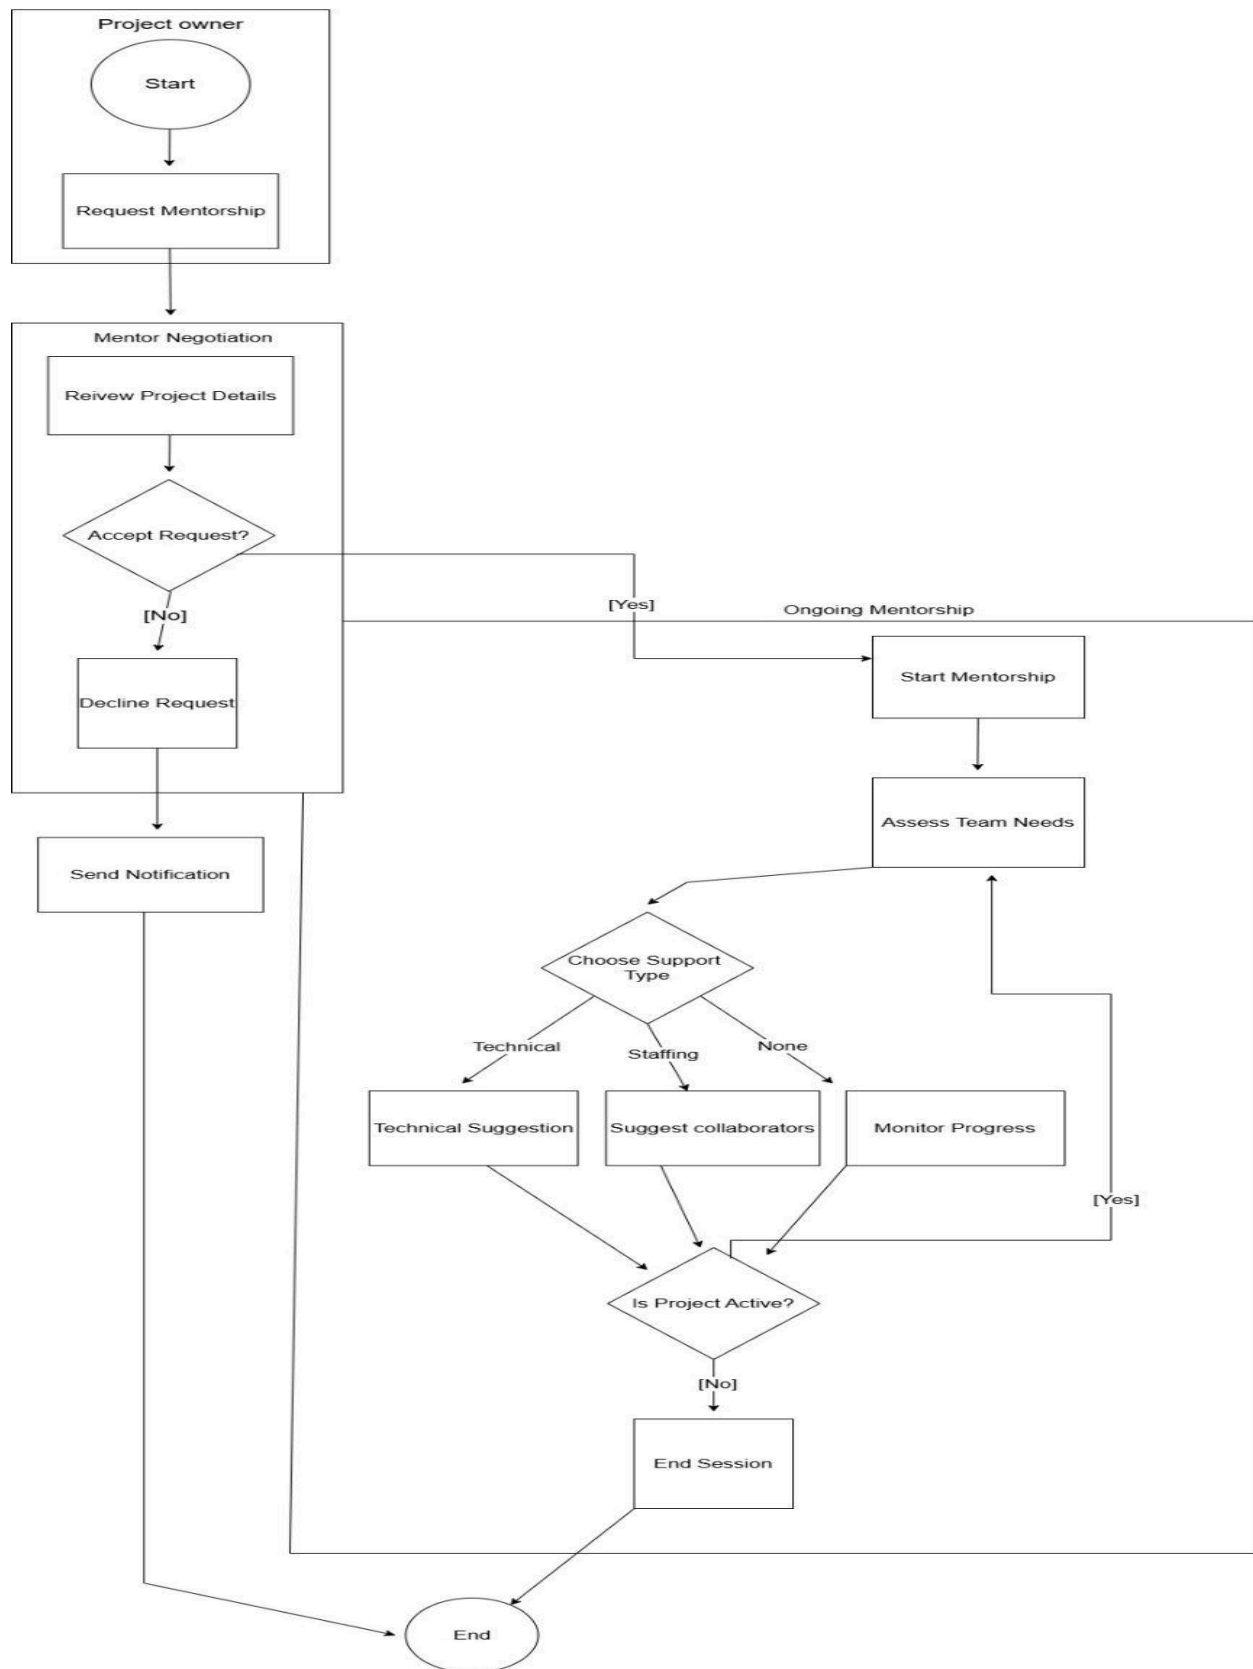 Project owner
Start
Request Mentorship
Mentor Negotiation
Reivew Project Details
Accept Request?
[No]
[Yes]
Ongoing Mentorship
Decline Request
Start Mentorship
Send Notification
Assess Team Needs
Choose Support
Type
Technical
Staffing
None
Technical Suggestion
Suggest collaborators
Monitor Progress
[Yes]
Is Project Active?
[No]
End Session
End